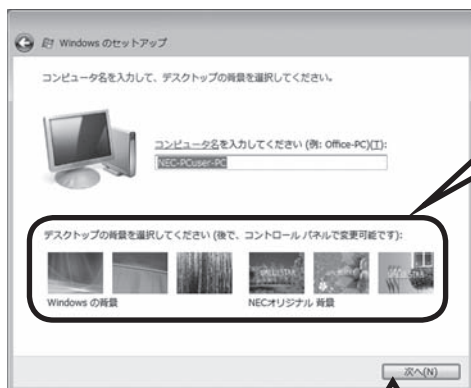 Windows のセットアップ
コンピュータ名を入力して、デスクトップの背景を選択してください。
コンピュータ名を入力してください (例: Office-PC)(T):
NEC-PCuser-PC
デスクトップの背景を選択してください (後で、コントロール パネルで変更可能です):
Windows の背景
NECオリジナル 背景
次へ(N)